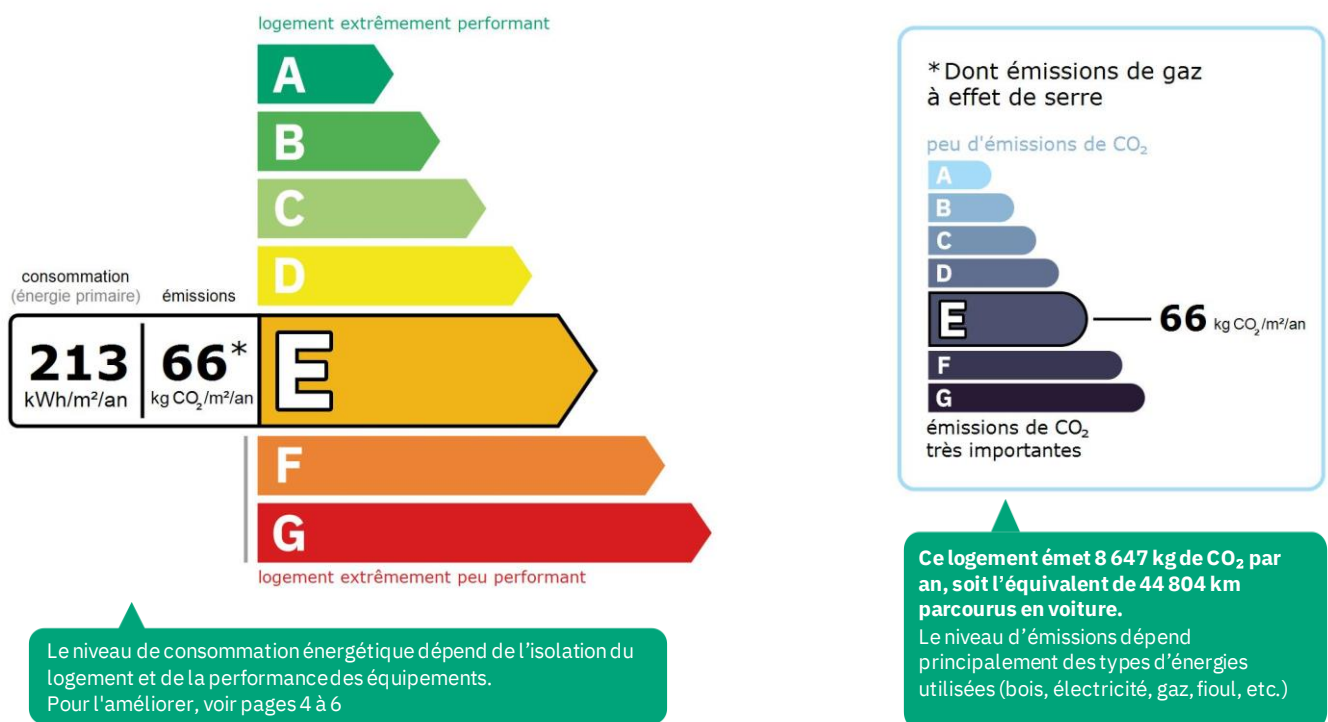 logement extrêmement performant
A
B
C
D
consommation
(énergie primaire)
émissions
213
kWh/m²/an
66*
kg CO₂/m²/an
E
F
G
logement extrêmement peu performant
Le niveau de consommation énergétique dépend de l'isolation du
logement et de la performance des équipements.
Pour l'améliorer, voir pages 4 à 6
*Dont émissions de gaz
à effet de serre
peu d'émissions de CO₂
A
B
C
D
E
66 kg CO₂/m²/an
F
G
émissions de CO₂
très importantes
Ce logement émet 8 647 kg de CO₂ par
an, soit l’équivalent de 44 804 km
parcourus en voiture.
Le niveau d’émissions dépend
principalement des types d’énergies
utilisées (bois, électricité, gaz, fioul, etc.)